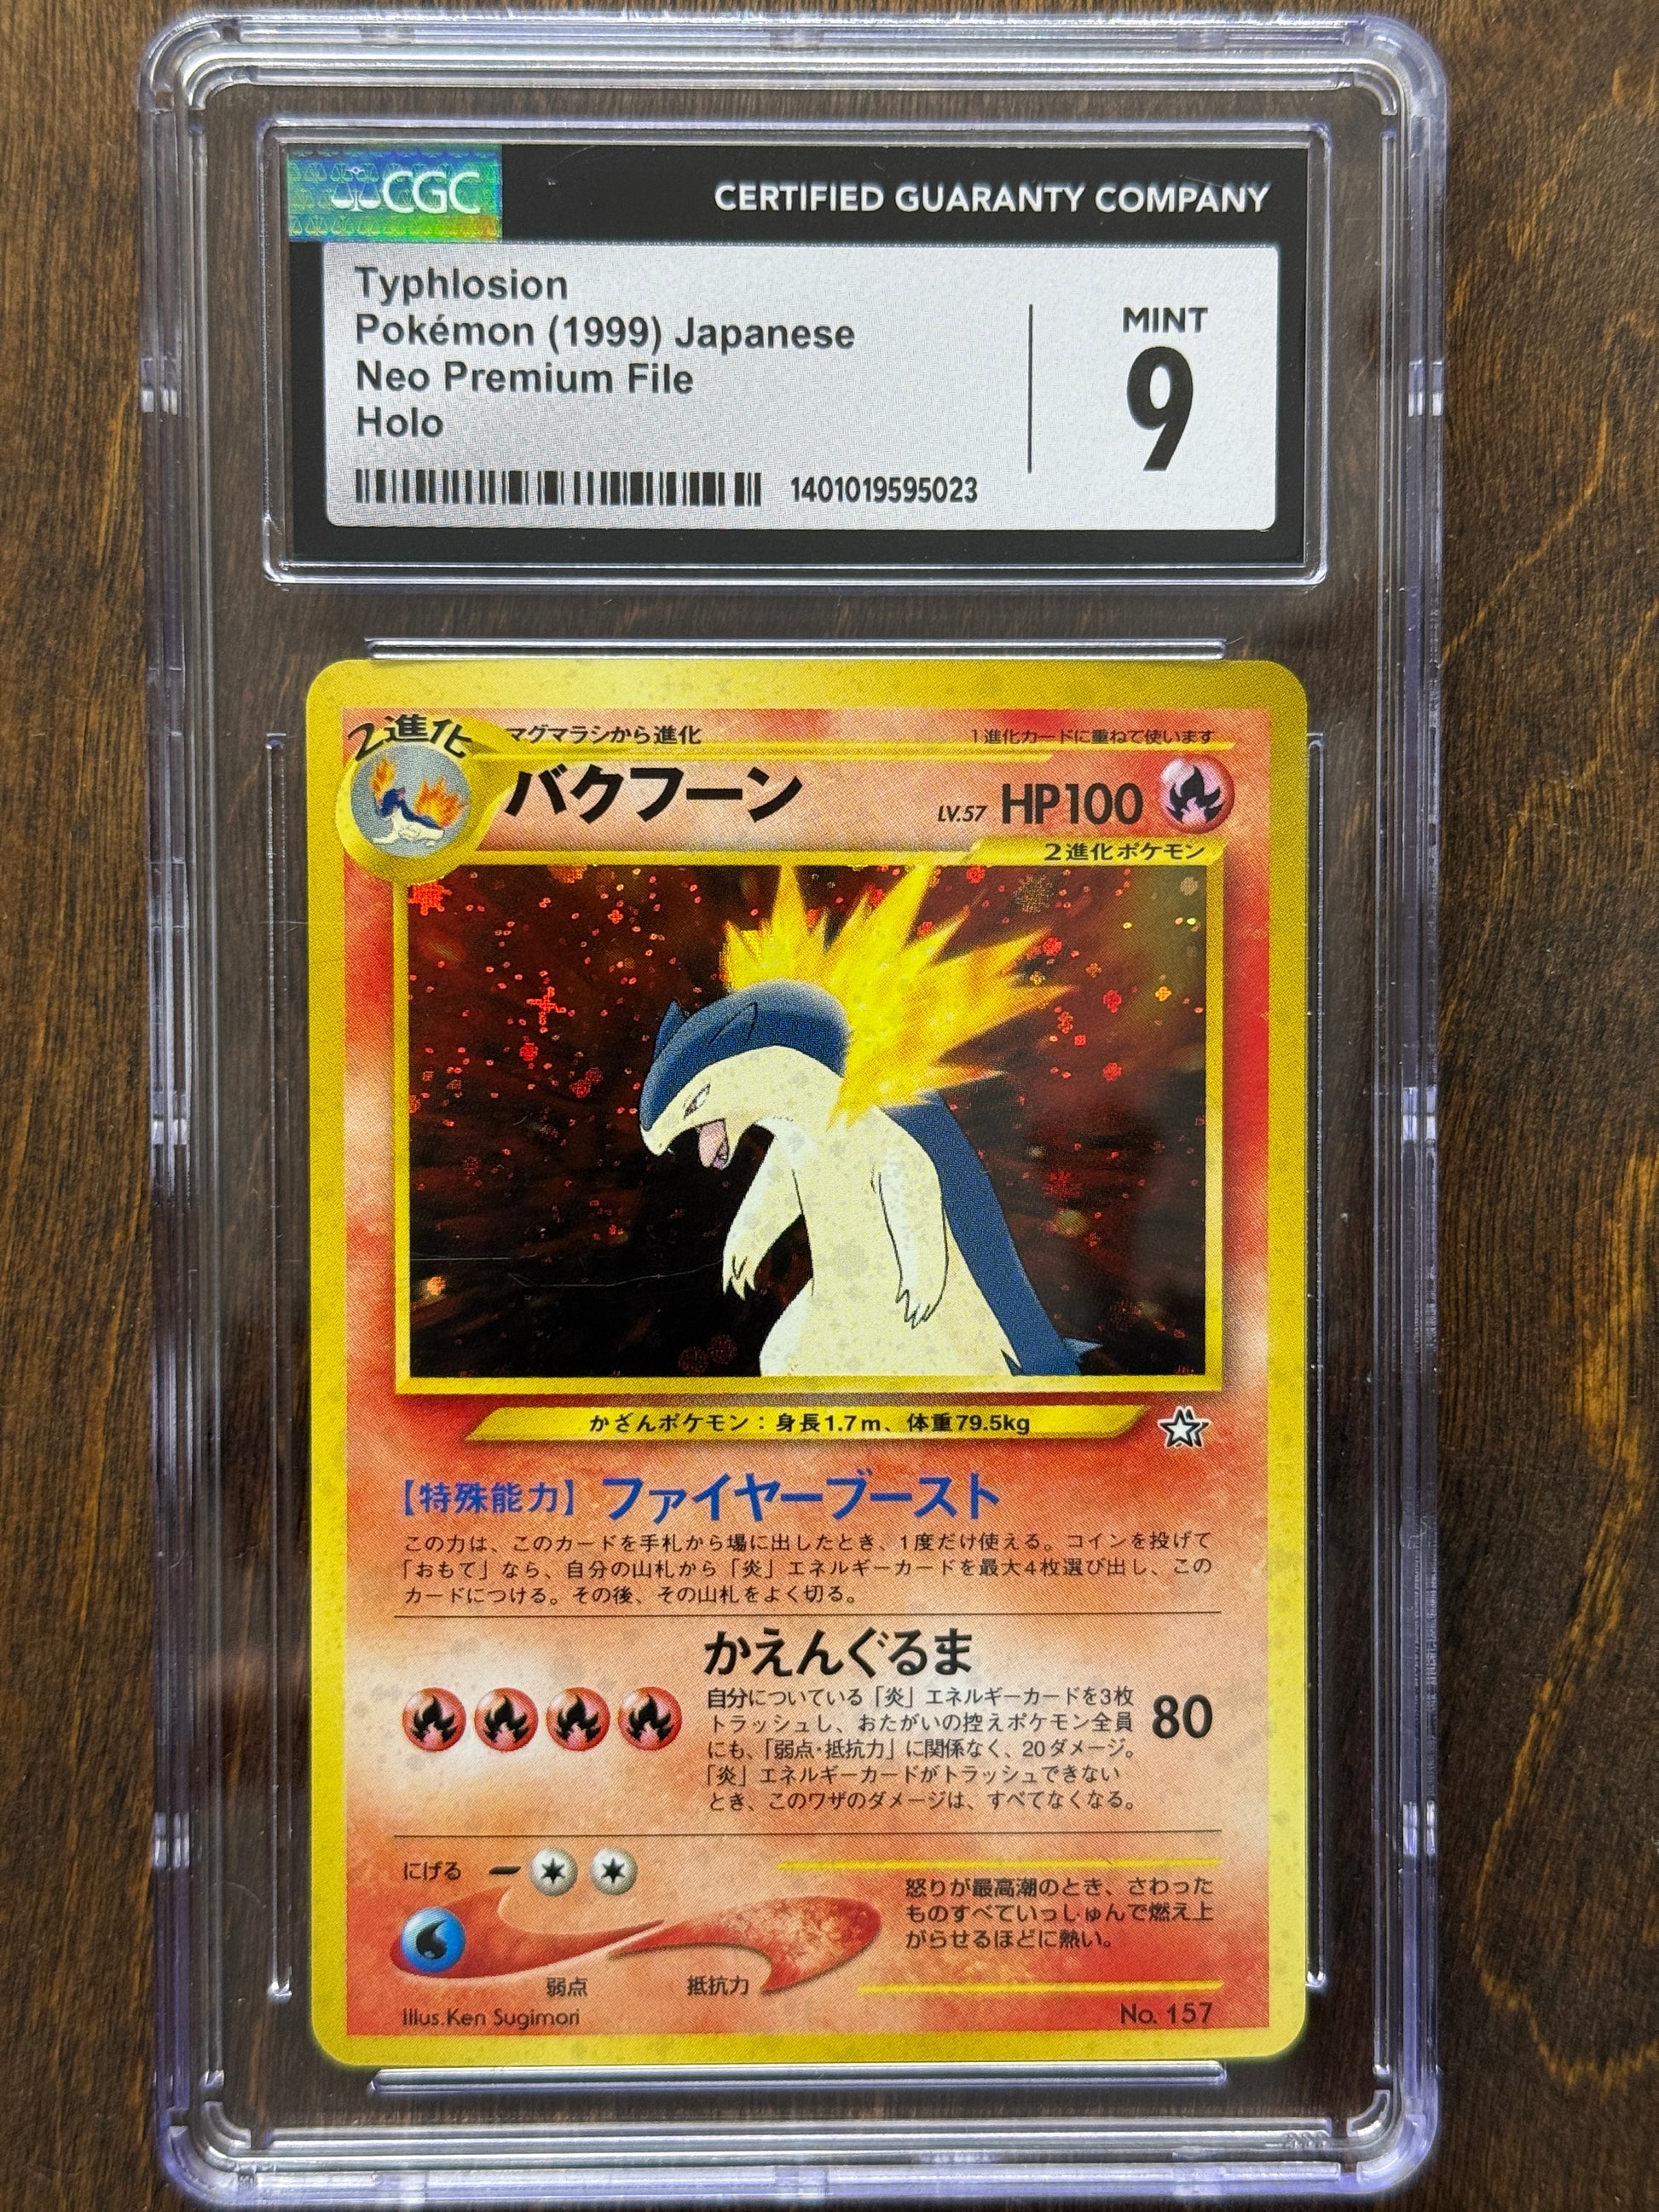 CGC
CERTIFIED GUARANTY COMPANY
Typhlosion
Pokémon (1999) Japanese
Neo Premium File
Holo
MINT
9
1401019595023
2進化
マグマラシから進化
1進化カードに重ねて使います
バクフーン
LV.57 HP100
2進化ポケモン
かざんポケモン：身長1.7m、体重79.5kg
【特殊能力】ファイヤーブースト
この力は、このカードを手札から場に出したとき、1度だけ使える。コインを投げて
「おもて」なら、自分の山札から「炎」エネルギーカードを最大4枚選び出し、この
カードにつける。その後、その山札をよく切る。
かえんぐるま
自分についている「炎」エネルギーカードを3枚
トラッシュし、おたがいの控えポケモン全員
にも、「弱点・抵抗力」に関係なく、20ダメージ。
「炎」エネルギーカードがトラッシュできない
とき、このワザのダメージは、すべてなくなる。
80
にげる
怒りが最高潮のとき、さわった
ものすべていっしゅんで燃え上
がらせるほどに熱い。
弱点
抵抗力
Illus.Ken Sugimori
No. 157